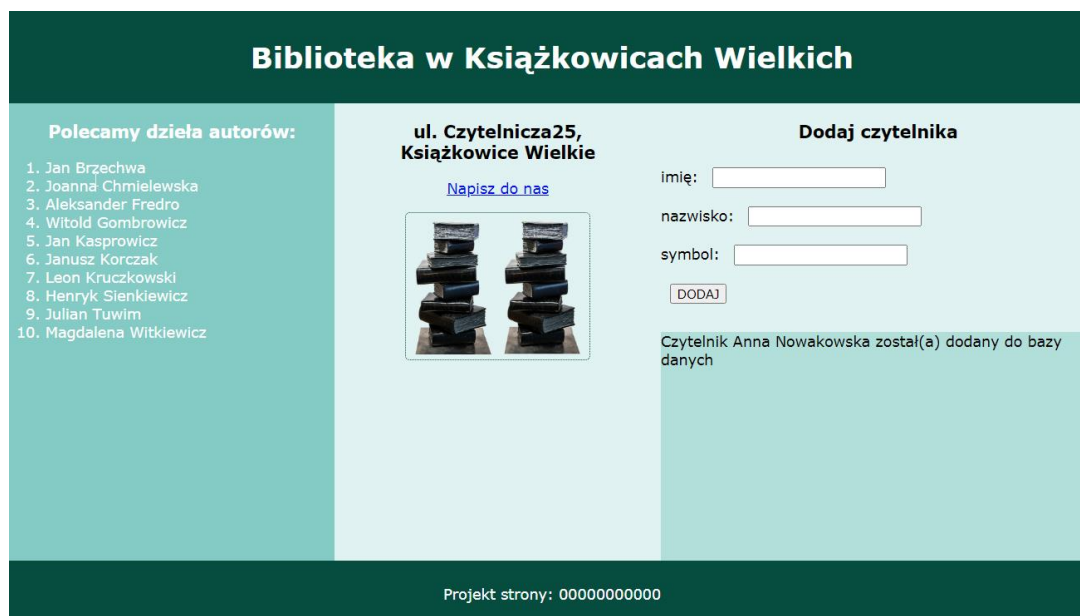 Biblioteka w Książkowicach Wielkich
Polecamy dzieła autorów:
1. Jan Brzechwa
2. Joanna Chmielewska
3. Aleksander Fredro
4. Witold Gombrowicz
5. Jan Kasprowicz
6. Janusz Korczak
7. Leon Kruczkowski
8. Henryk Sienkiewicz
9. Julian Tuwim
10. Magdalena Witkiewicz
ul. Czytelnicza25,
Książkowice Wielkie
Napisz do nas
Dodaj czytelnika
imię:
nazwisko:
symbol:
DODAJ
Czytelnik Anna Nowakowska został(a) dodany do bazy
danych
Projekt strony: 00000000000